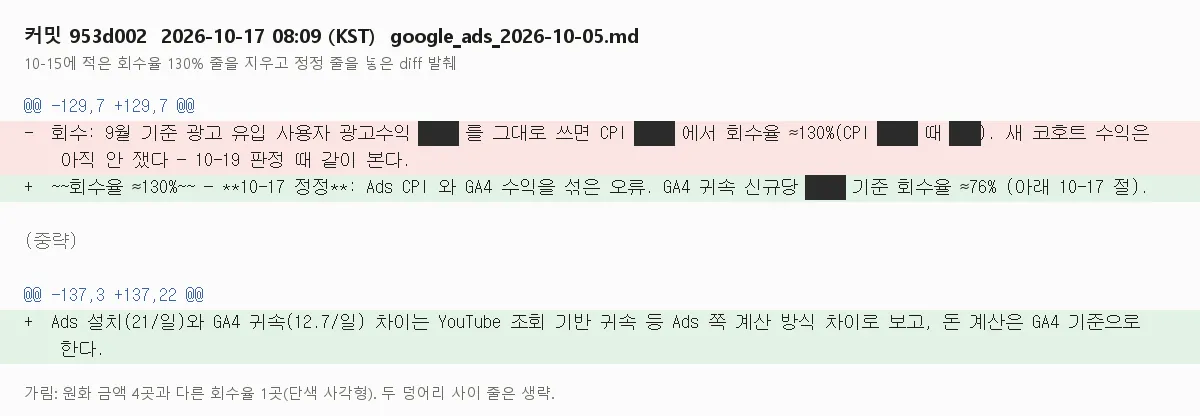 커밋 953d002 2026-10-17 08:09 (KST) google_ads_2026-10-05.md
10-15에 적은 회수율 130% 줄을 지우고 정정 줄을 넣은 diff 발췌
@@ -129,7 +129,7 @@
- 회수: 9월 기준 광고 유입 사용자 광고수익 를 그대로 쓰면 CPI 에서 회수율 ≈130%(CPI 때 ). 새 코호트 수익은
아직 안 쟀다 - 10-19 판정 때 같이 본다.
+ ~~회수율 ≈130%~~ - **10-17 정정**: Ads CPI 와 GA4 수익을 섞은 오류. GA4 귀속 신규당 기준 회수율 ≈76% (아래 10-17 절).
(중략)
@@ -137,3 +137,22 @@
+ Ads 설치(21/일)와 GA4 귀속(12.7/일) 차이는 YouTube 조회 기반 귀속 등 Ads 쪽 계산 방식 차이로 보고, 돈 계산은 GA4 기준으로
한다.
가림: 원화 금액 4곳과 다른 회수율 1곳(단색 사각형). 두 덩어리 사이 줄은 생략.